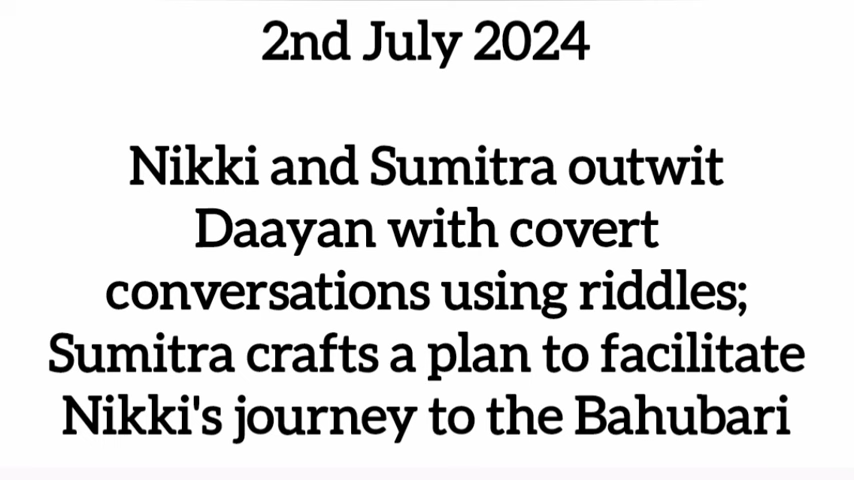 2nd July 2024
Nikki and Sumitra outwit
Daayan with covert
conversations using riddles;
Sumitra crafts a plan to facilitate
Nikki's journey to the Bahubari